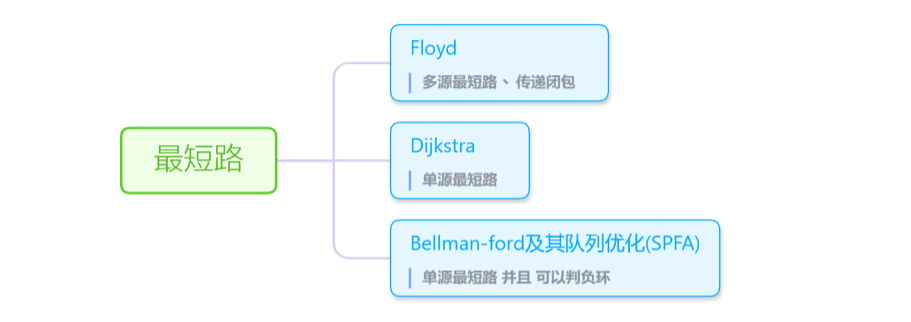 最短路
Floyd
多源最短路、传递闭包
Dijkstra
单源最短路
Bellman-ford及其队列优化(SPFA)
单源最短路 并且 可以判负环